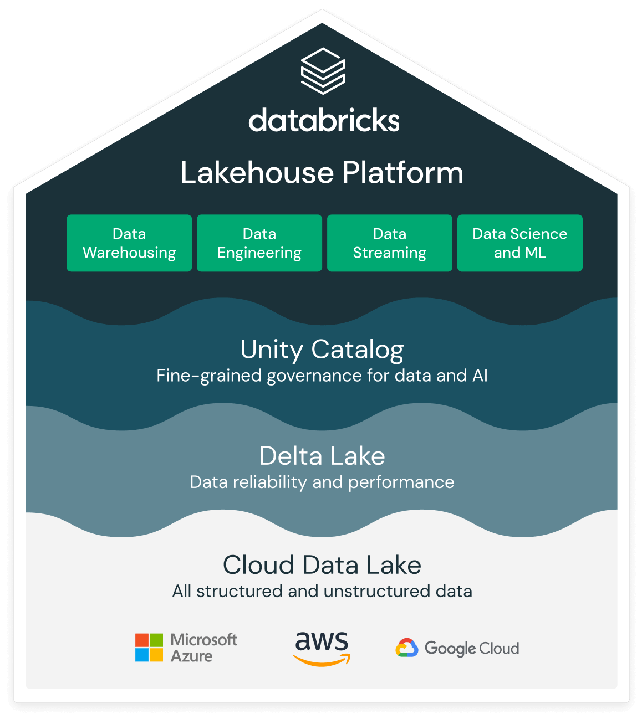 databricks
Lakehouse Platform
Data Warehousing
Data Engineering
Data Streaming
Data Science and ML
Unity Catalog
Fine-grained governance for data and AI
Delta Lake
Data reliability and performance
Cloud Data Lake
All structured and unstructured data
Microsoft Azure
aws
Google Cloud